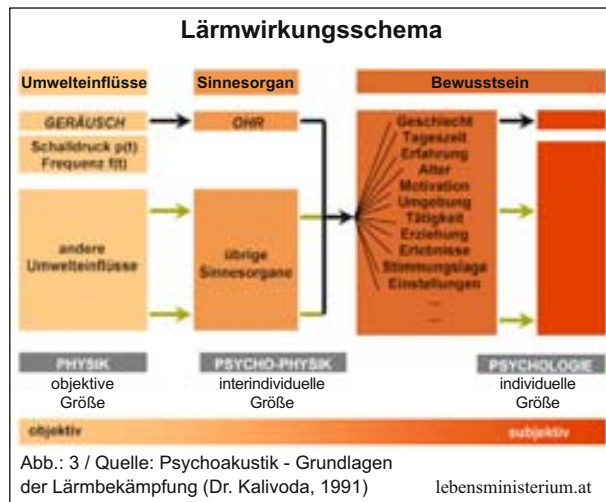 Lärmwirkungsschema
Umwelteinflüsse
Sinnesorgan
Bewusstsein
GERÄUSCH
OHR
Schalldruck p(t)
Frequenz f(t)
andere
Umwelteinflüsse
übrige
Sinnesorgane
Geschlecht
Tageszeit
Erfahrung
Alter
Motivation
Umgebung
Tätigkeit
Erziehung
Erlebnisse
Stimmungslage
Einstellungen
...
...
PHYSIK
PSYCHO-PHYSIK
PSYCHOLOGIE
objektive
Größe
interindividuelle
Größe
individuelle
Größe
objektiv
subjektiv
Abb.: 3 / Quelle: Psychoakustik - Grundlagen
der Lärmbekämpfung (Dr. Kalivoda, 1991)
lebensministerium.at